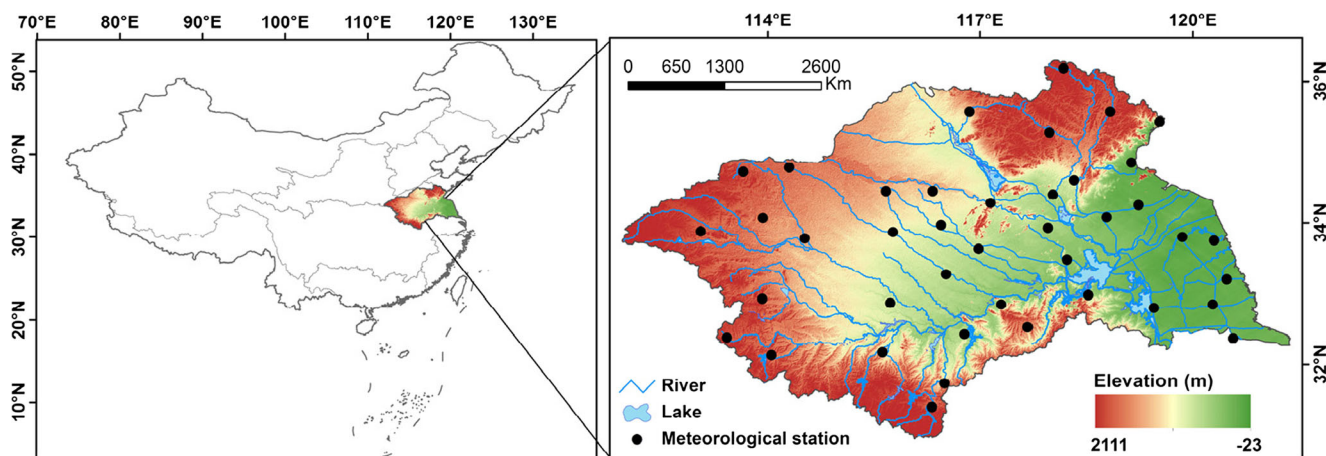 70°E 80°E 90°E 100°E 110°E 120°E 130°E
50°N
40°N
30°N
20°N
10°N
114°E 117°E 120°E
0 650 1300 2600
Km
36°N
34°N
32°N
River
Lake
Meteorological station
Elevation (m)
2111 -23